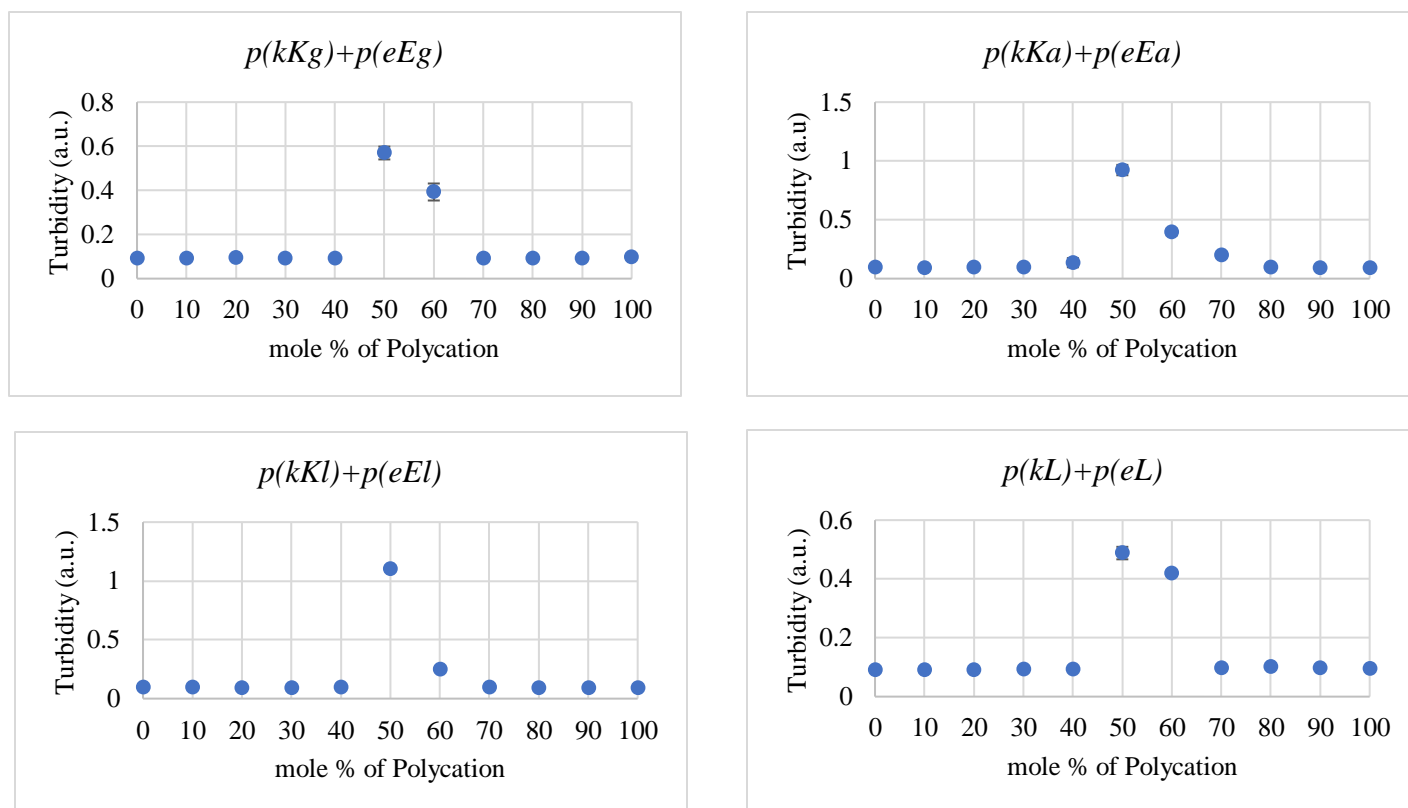 p(kKg)+p(eEg)
Turbidity (a.u.)
0.8
0.6
0.4
0.2
0
0 10 20 30 40 50 60 70 80 90 100
mole % of Polycation
p(kKa)+p(eEa)
Turbidity (a.u)
1.5
1
0.5
0
0 10 20 30 40 50 60 70 80 90 100
mole % of Polycation
p(kKl)+p(eEl)
Turbidity (a.u.)
1.5
1
0.5
0
0 10 20 30 40 50 60 70 80 90 100
mole % of Polycation
p(kL)+p(eL)
Turbidity (a.u.)
0.6
0.4
0.2
0
0 10 20 30 40 50 60 70 80 90 100
mole % of Polycation